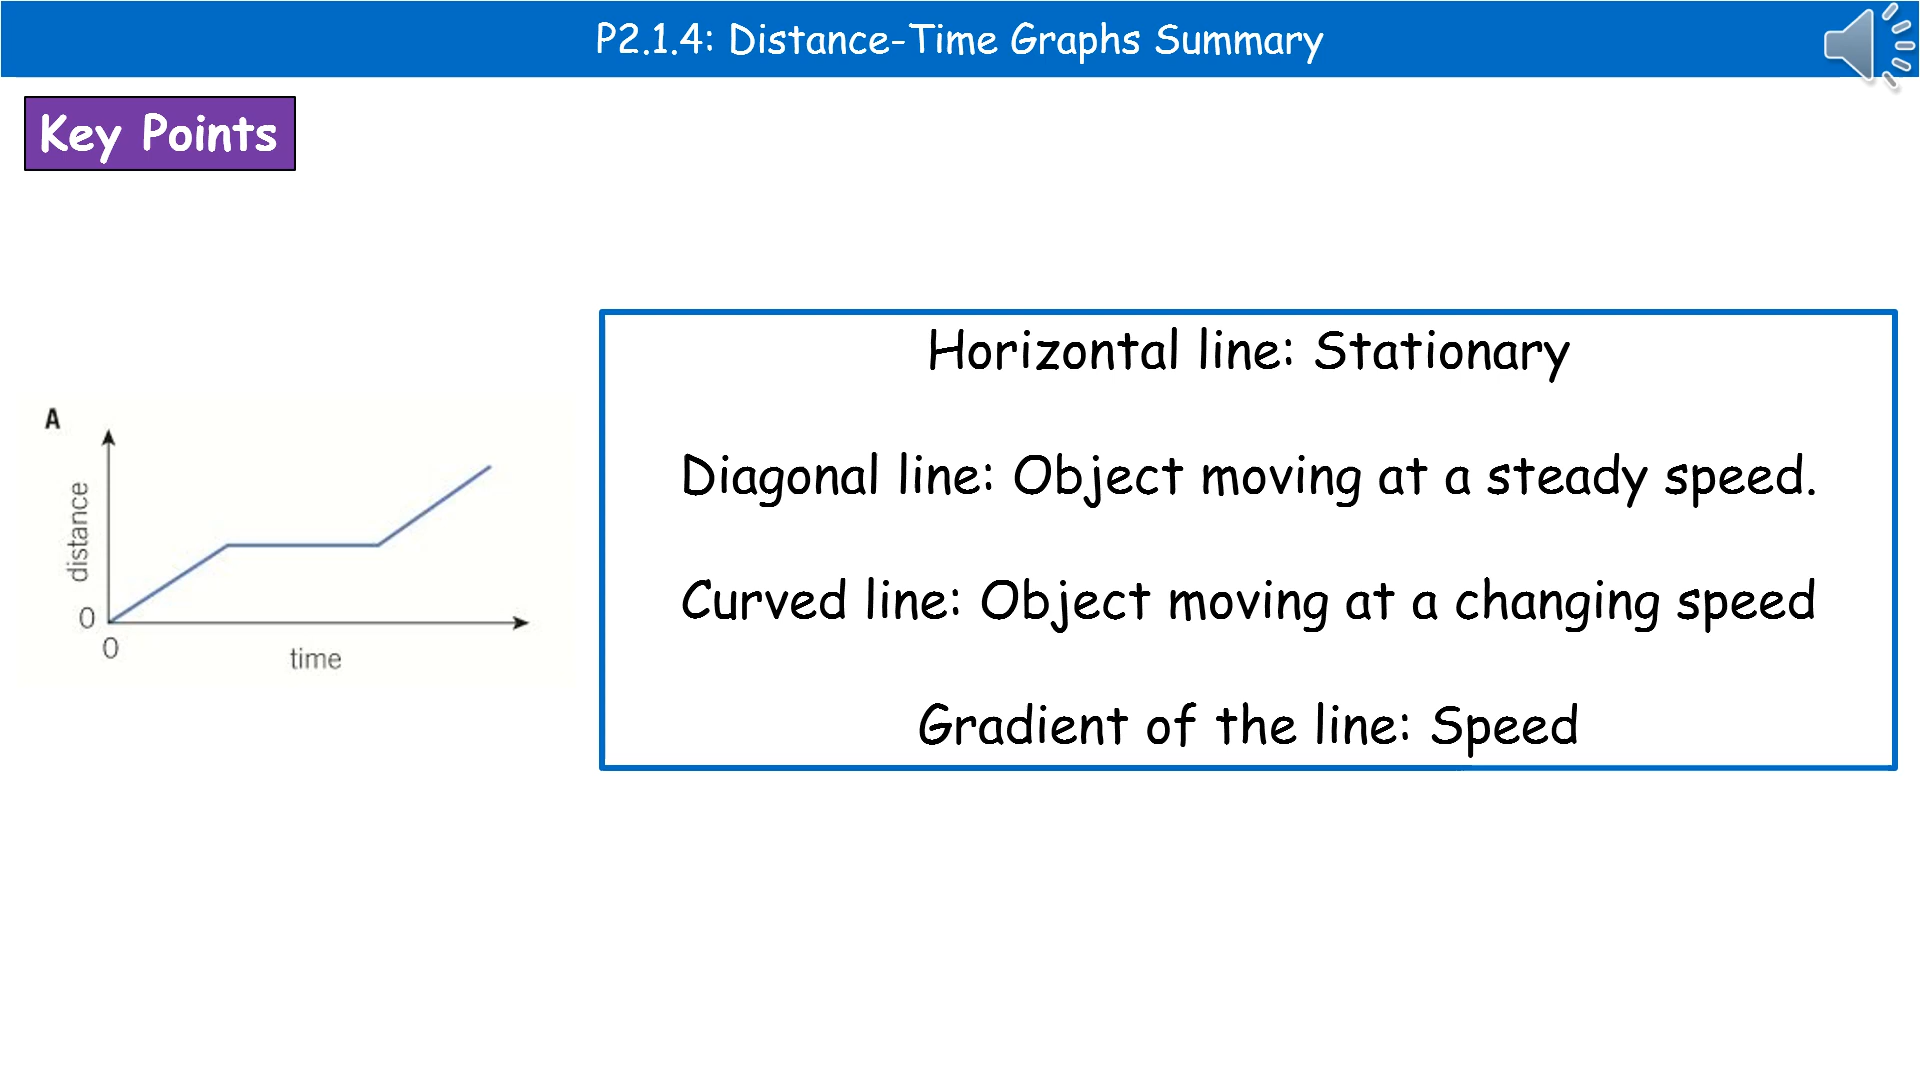 P2.1.4: Distance-Time Graphs Summary
Key Points
A
distance
0
0
time
Horizontal line: Stationary
Diagonal line: Object moving at a steady speed.
Curved line: Object moving at a changing speed
Gradient of the line: Speed